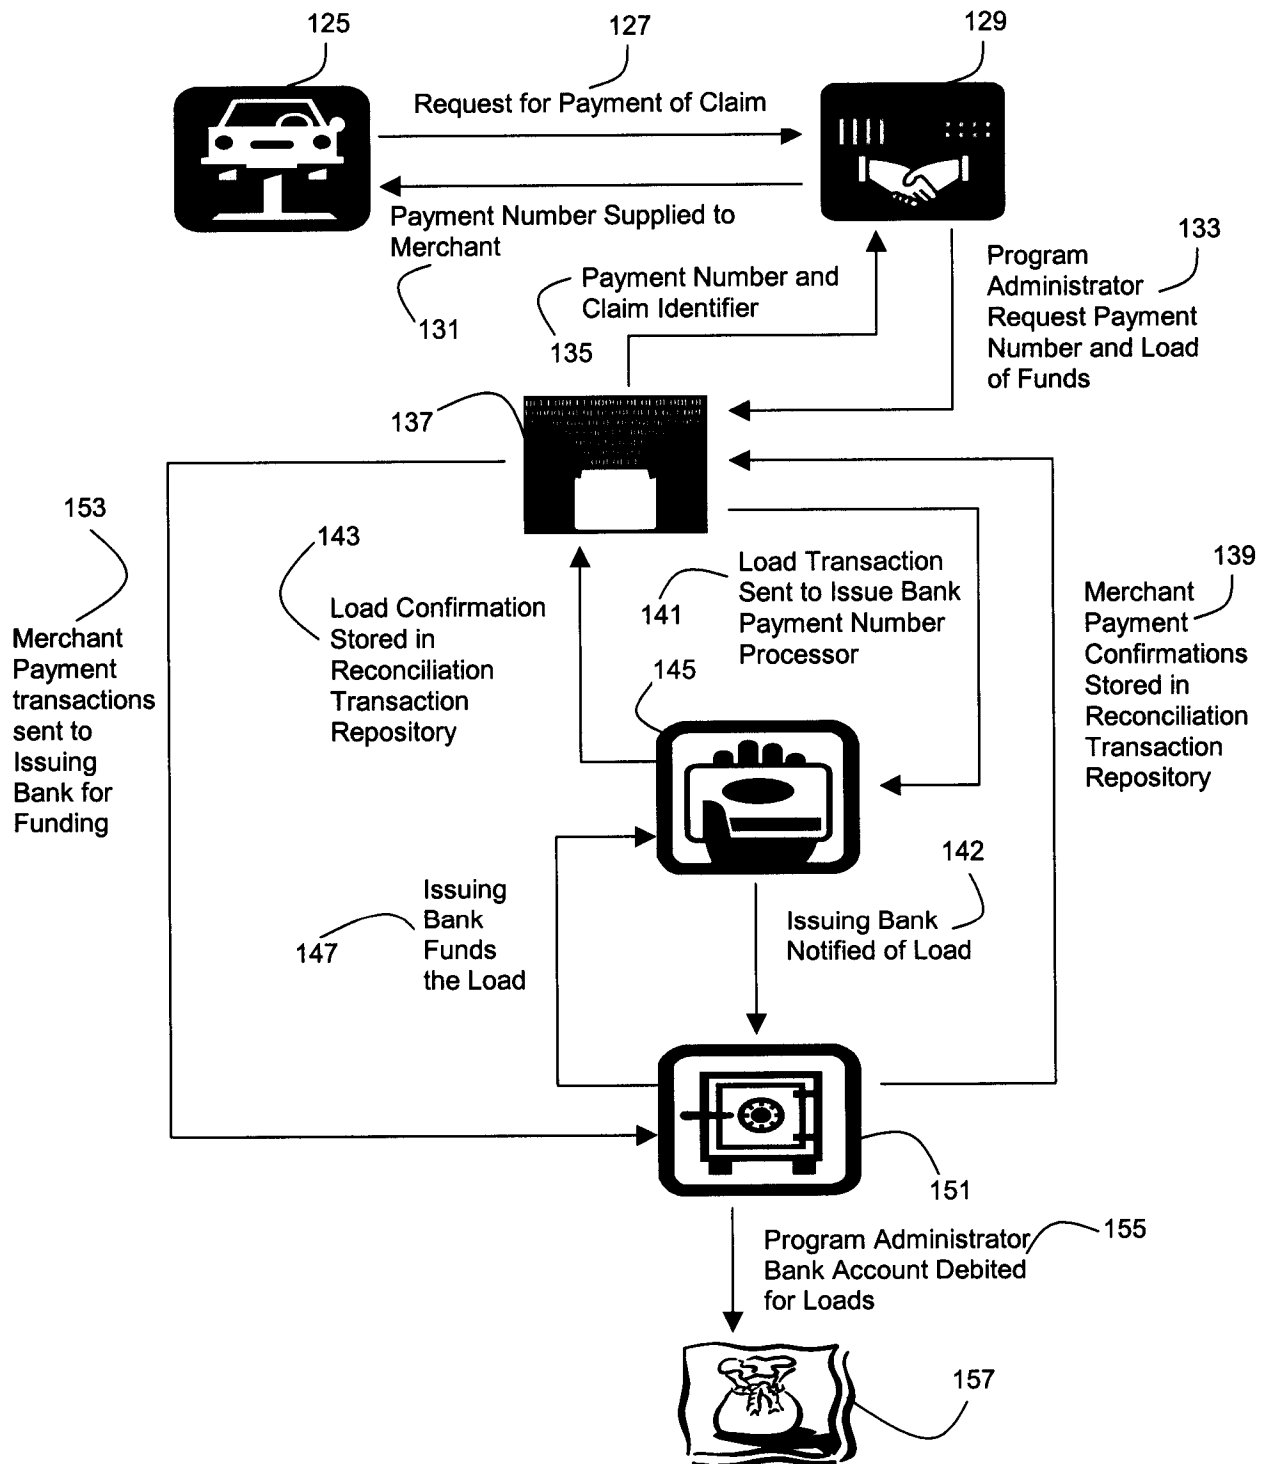 125
127
129
Request for Payment of Claim
Payment Number Supplied to
Merchant
131
133
Program
Administrator
Request Payment
Number and Load
of Funds
Payment Number and
Claim Identifier
135
137
153
Merchant
Payment
transactions
sent to
Issuing
Bank for
Funding
143
Load Confirmation
Stored in
Reconciliation
Transaction
Repository
141
Load Transaction
Sent to Issue Bank
Payment Number
Processor
145
139
Merchant
Payment
Confirmations
Stored in
Reconciliation
Transaction
Repository
142
Issuing Bank
Notified of Load
147
Issuing
Bank
Funds
the Load
151
155
Program Administrator
Bank Account Debited
for Loads
157